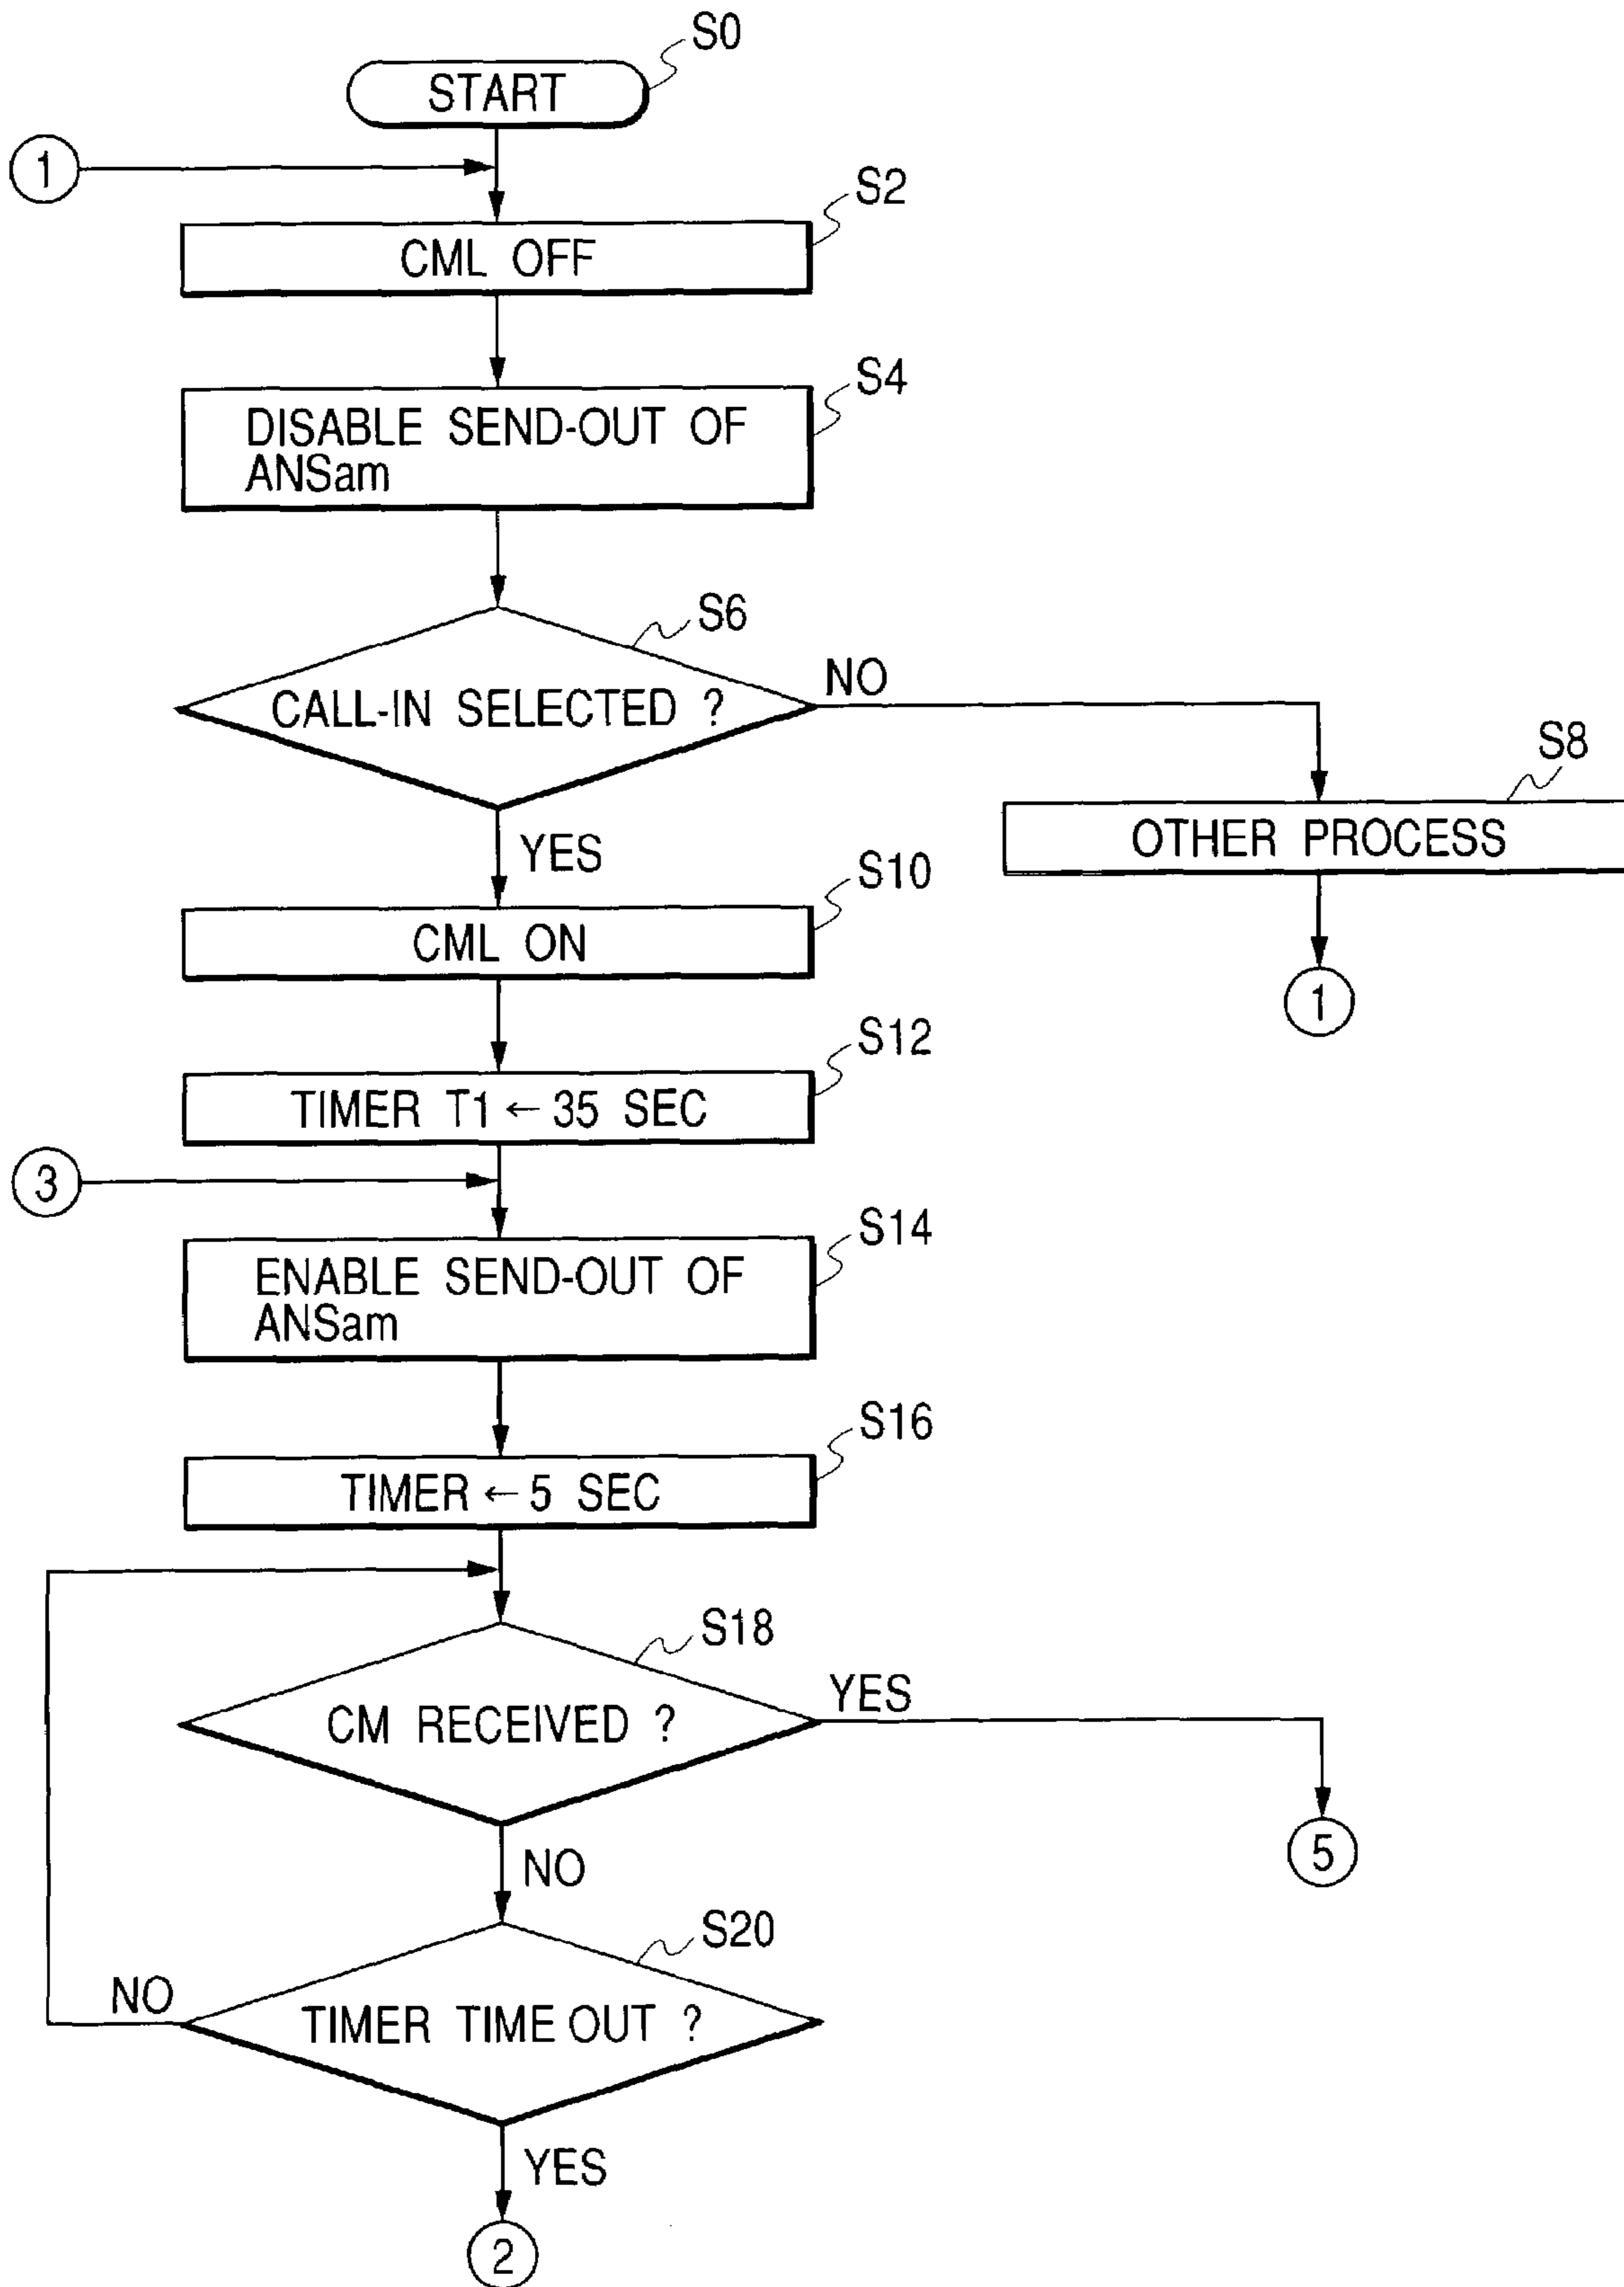 S0
START
1
S2
CML OFF
S4
DISABLE SEND-OUT OF
ANSam
S6
CALL-IN SELECTED ?
NO
S8
OTHER PROCESS
1
YES
S10
CML ON
S12
TIMER T1 ← 35 SEC
3
S14
ENABLE SEND-OUT OF
ANSam
S16
TIMER ← 5 SEC
S18
CM RECEIVED ?
YES
5
NO
S20
TIMER TIME OUT ?
NO
YES
2